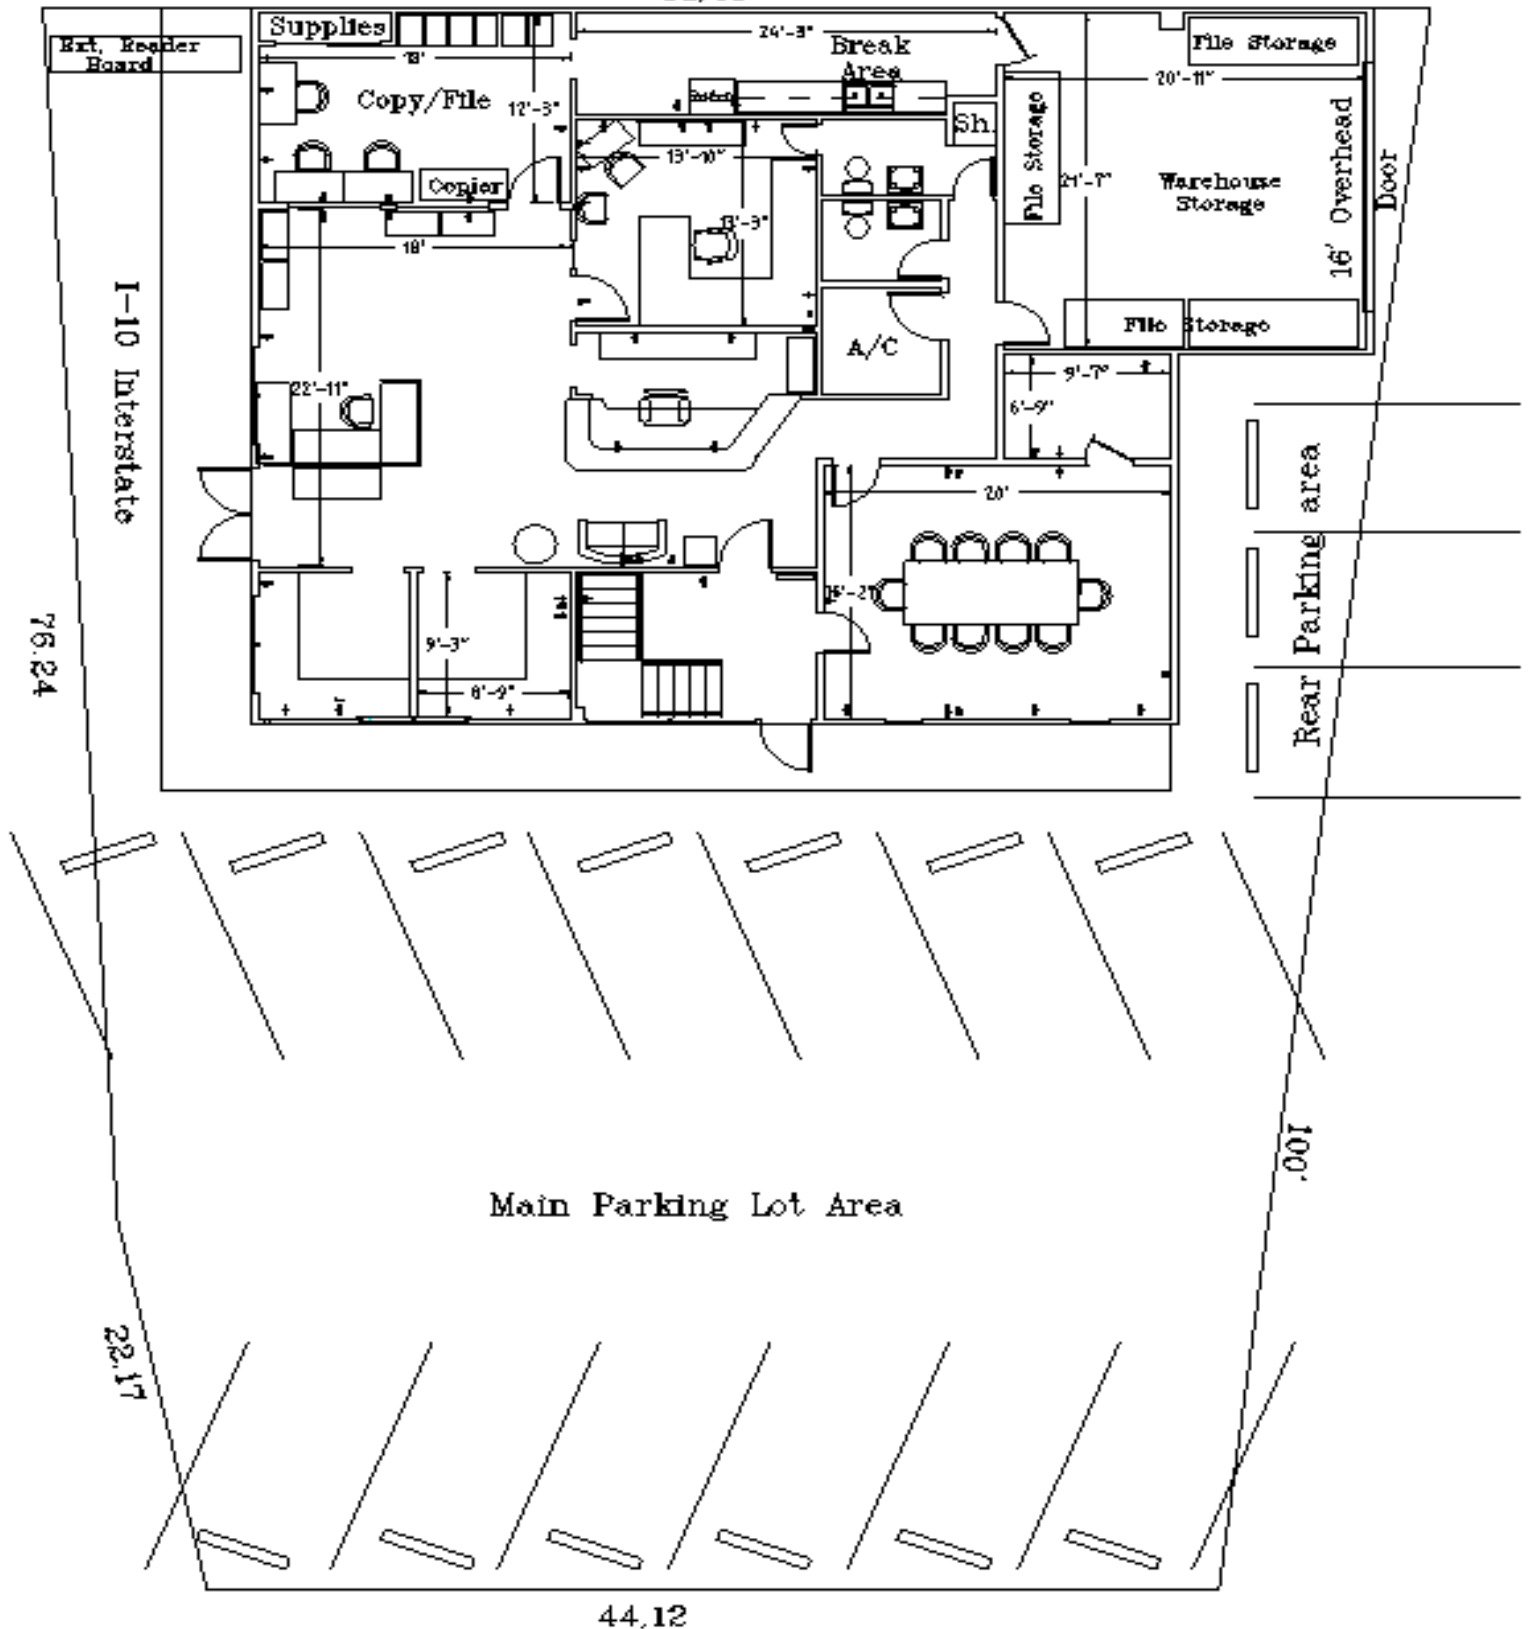 Supplies
24'-8"
Break
Area
File Storage
Ext. Reader
Board
18'
20'-11"
Copy/File
12'-3"
File Storage
Sh.
16' Overhead
Door
13'-10"
Copier
21'-7"
Warehouse
Storage
18'
13'-9"
I-10 Interstate
File Storage
A/C
22'-11"
9'-7"
6'-9"
20'
Rear Parking area
9'-3"
8'-9"
76.24
100'
Main Parking Lot Area
22.17
44.12